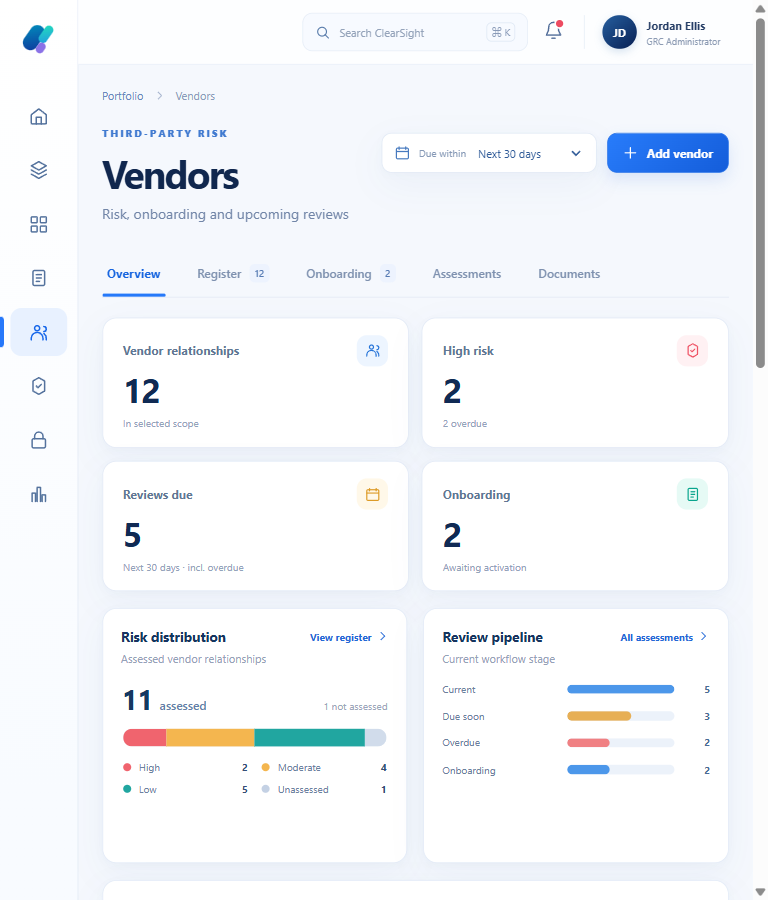 Search ClearSight
⌘ K
JD
Jordan Ellis
GRC Administrator
Portfolio
Vendors
THIRD-PARTY RISK
Vendors
Risk, onboarding and upcoming reviews
Due within
Next 30 days
Add vendor
Overview
Register 12
Onboarding 2
Assessments
Documents
Vendor relationships
12
In selected scope
High risk
2
2 overdue
Reviews due
5
Next 30 days · incl. overdue
Onboarding
2
Awaiting activation
Risk distribution
View register
Assessed vendor relationships
11 assessed
1 not assessed
High 2
Moderate 4
Low 5
Unassessed 1
Review pipeline
All assessments
Current workflow stage
Current 5
Due soon 3
Overdue 2
Onboarding 2